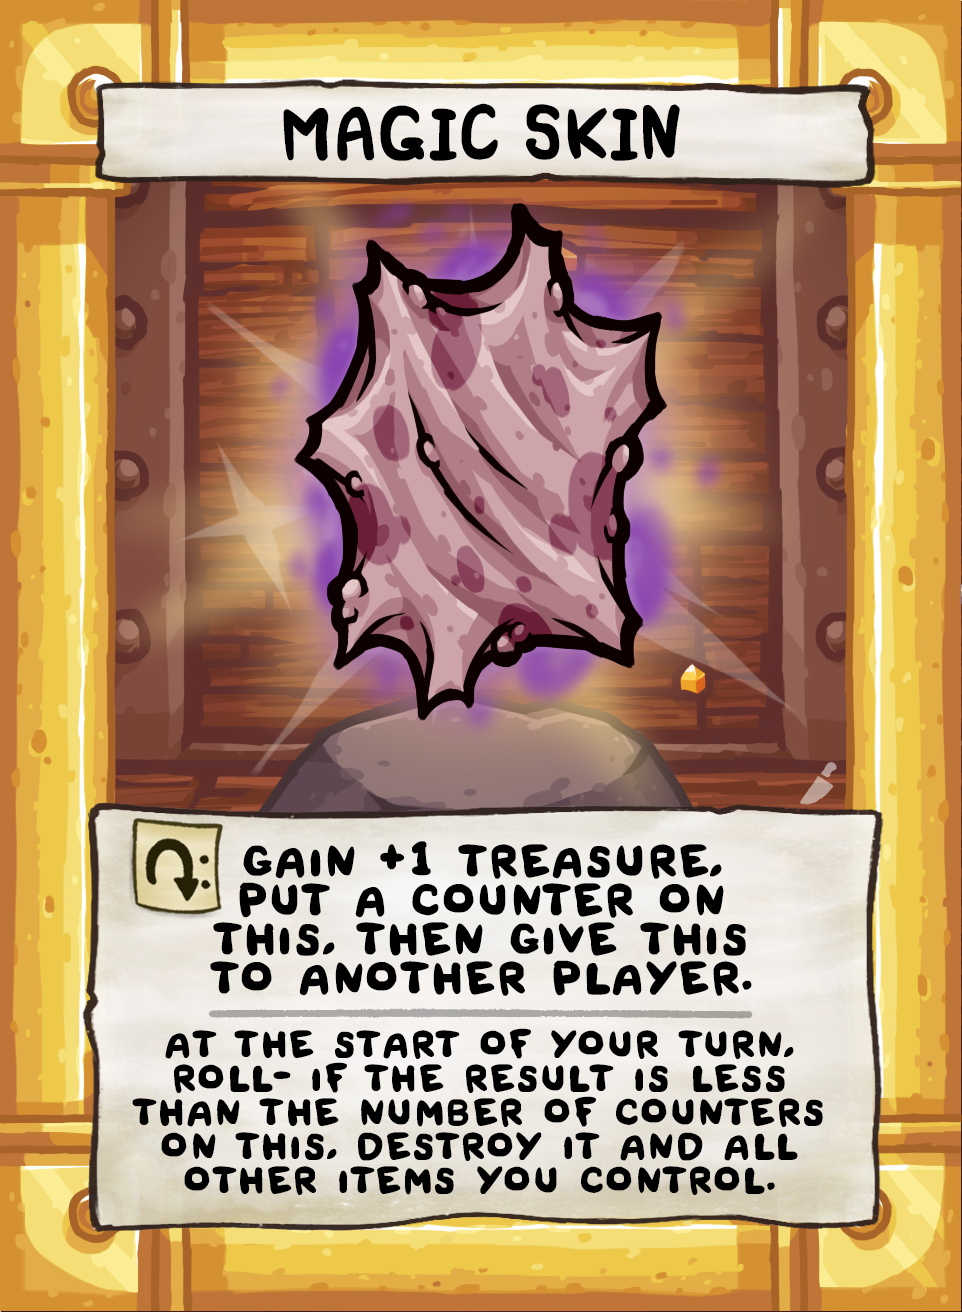 MAGIC SKIN
GAIN +1 TREASURE,
PUT A COUNTER ON
THIS, THEN GIVE THIS
TO ANOTHER PLAYER.
AT THE START OF YOUR TURN,
ROLL- IF THE RESULT IS LESS
THAN THE NUMBER OF COUNTERS
ON THIS, DESTROY IT AND ALL
OTHER ITEMS YOU CONTROL.